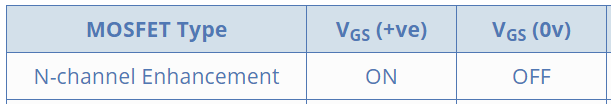 MOSFET Type VGS (+ve) VGS (0v)
N-channel Enhancement ON OFF